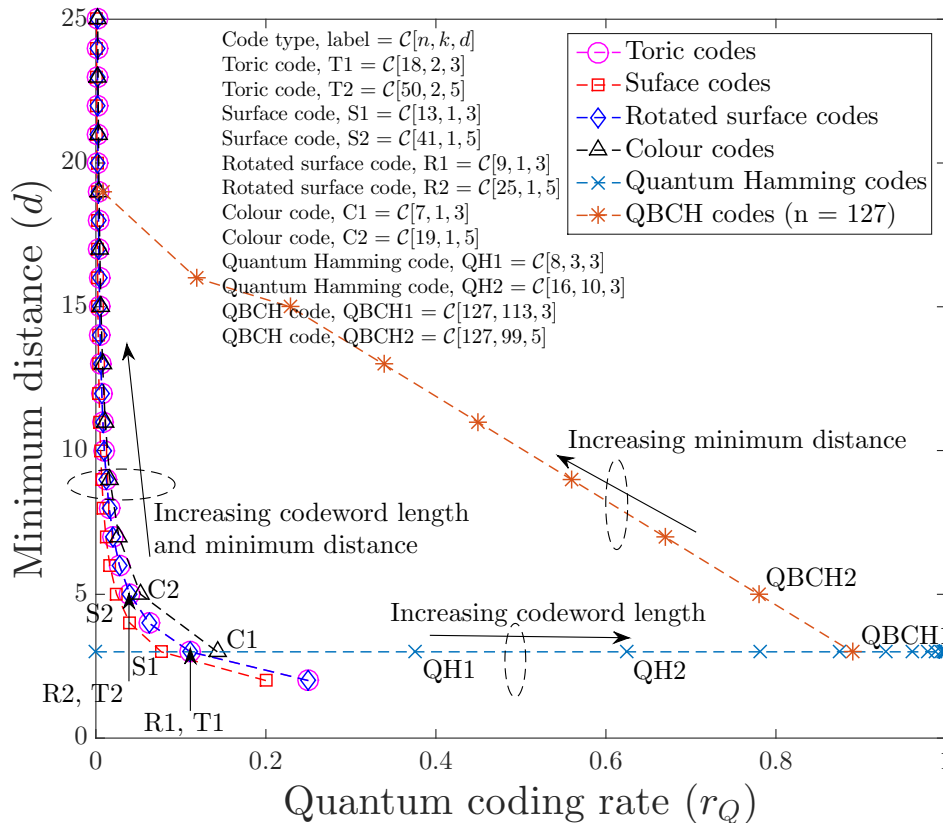 Code type, label = C[n, k, d]
Toric code, T1 = C[18, 2, 3]
Toric code, T2 = C[50, 2, 5]
Surface code, S1 = C[13, 1, 3]
Surface code, S2 = C[41, 1, 5]
Rotated surface code, R1 = C[9, 1, 3]
Rotated surface code, R2 = C[25, 1, 5]
Colour code, C1 = C[7, 1, 3]
Colour code, C2 = C[19, 1, 5]
Quantum Hamming code, QH1 = C[8, 3, 3]
Quantum Hamming code, QH2 = C[16, 10, 3]
QBCH code, QBCH1 = C[127, 113, 3]
QBCH code, QBCH2 = C[127, 99, 5]
Toric codes
Suface codes
Rotated surface codes
Colour codes
Quantum Hamming codes
QBCH codes (n = 127)
25
20
15
10
5
0
Minimum distance (d)
Increasing minimum distance
Increasing codeword length
and minimum distance
QBCH2
C2
S2
Increasing codeword length
C1
QBCH1
S1
QH1
QH2
R2, T2
R1, T1
0
0.2
0.4
0.6
0.8
1
Quantum coding rate (r_Q)